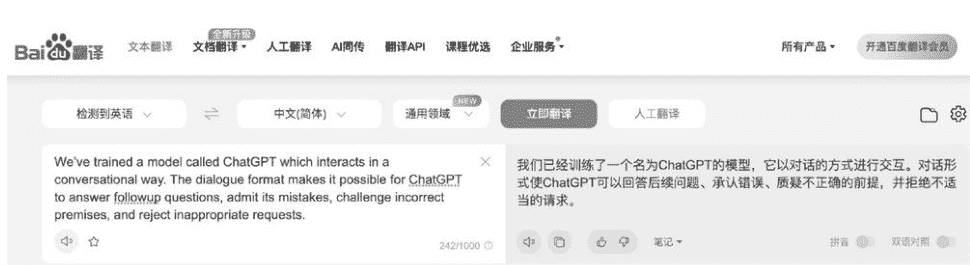 全新升级
Bai du 翻译 文本翻译 文档翻译 人工翻译 AI同传 翻译API 课程优选 企业服务 所有产品 开通百度翻译会员
检测到英语 中文(简体) 通用领域 NEW 立即翻译 人工翻译
We've trained a model called ChatGPT which interacts in a
conversational way. The dialogue format makes it possible for ChatGPT
to answer followup questions, admit its mistakes, challenge incorrect
premises, and reject inappropriate requests.
242/1000
我们已经训练了一个名为ChatGPT的模型，它以对话的方式进行交互。对话
形式使ChatGPT可以回答后续问题、承认错误、质疑不正确的前提，并拒绝不适
当的请求。
笔记 拼音 双语对照